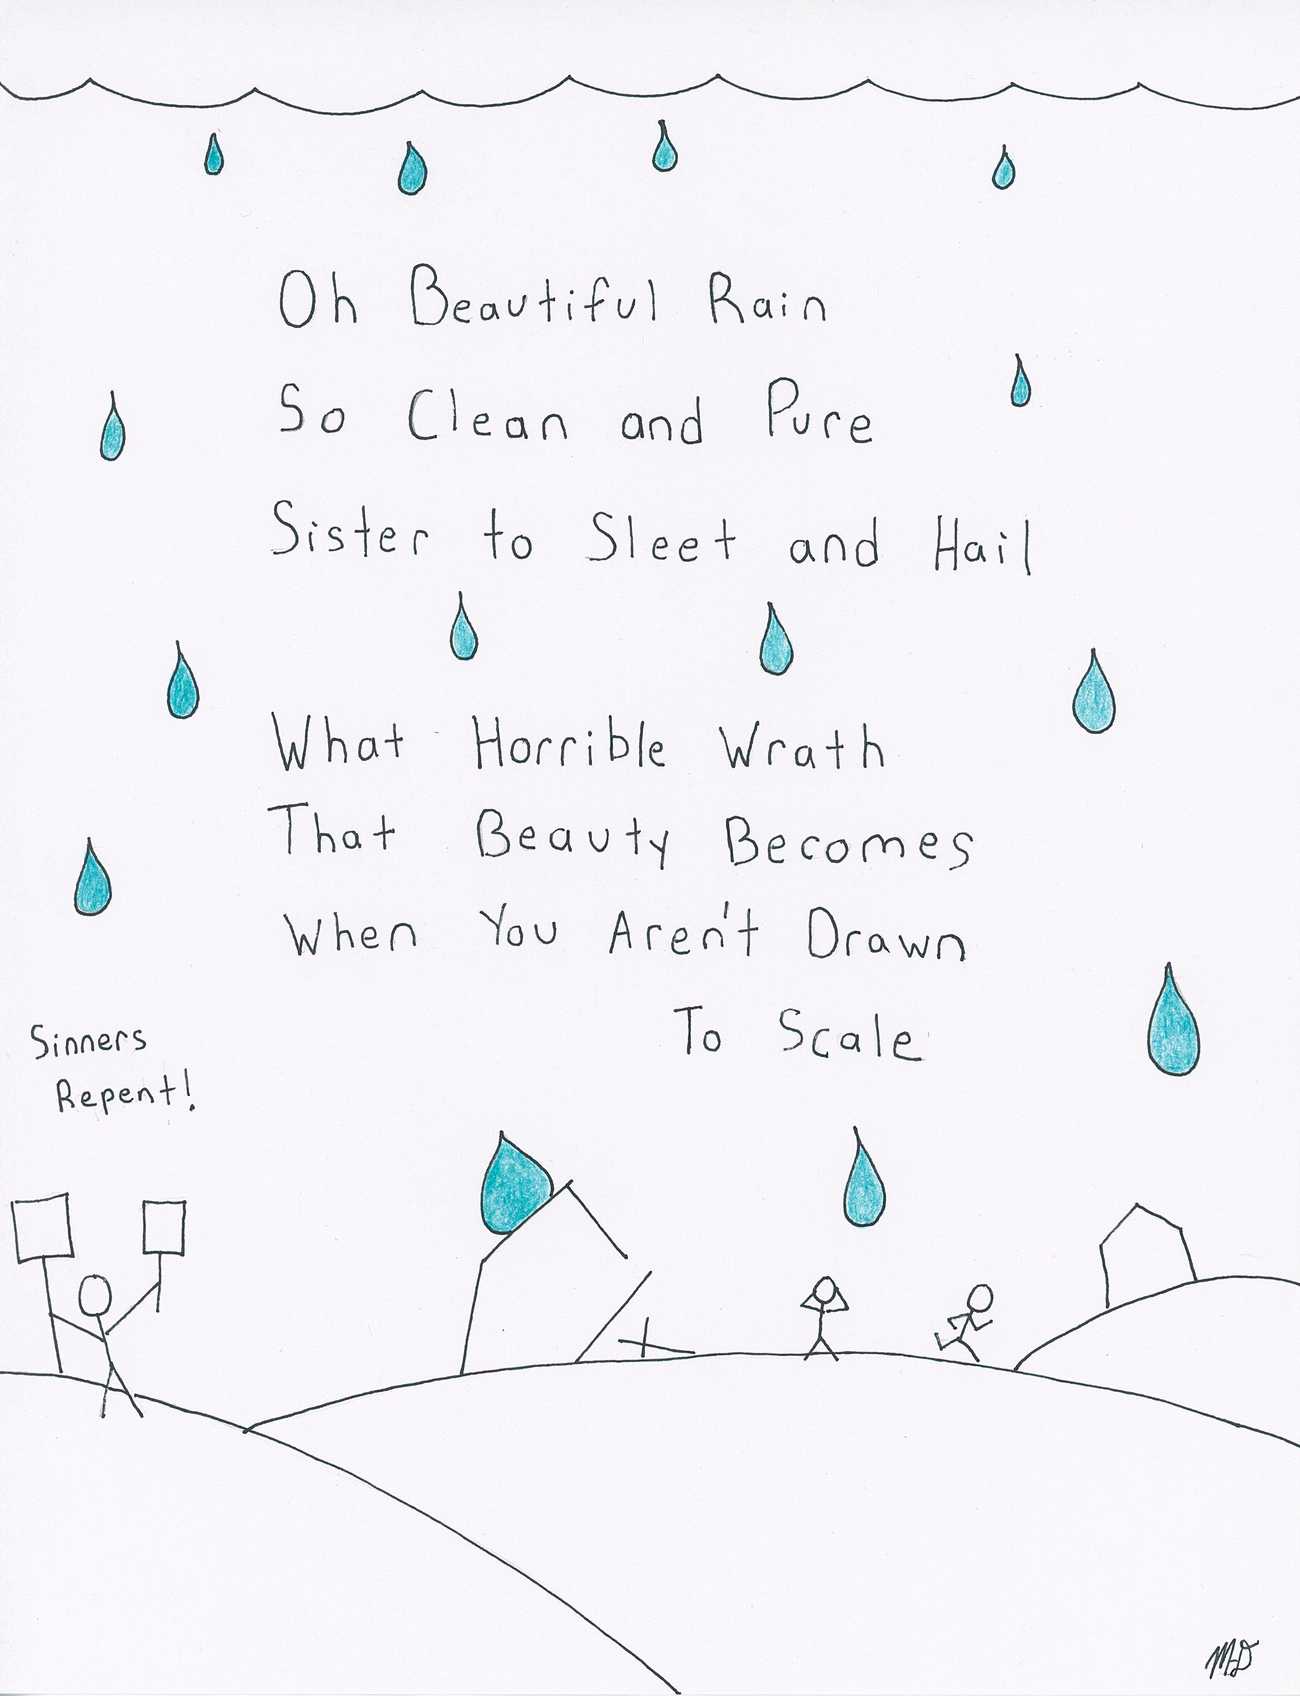 Oh Beautiful Rain
So Clean and Pure
Sister to Sleet and Hail
What Horrible Wrath
That Beauty Becomes
When You Aren't Drawn
To Scale
Sinners
Repent!
MD